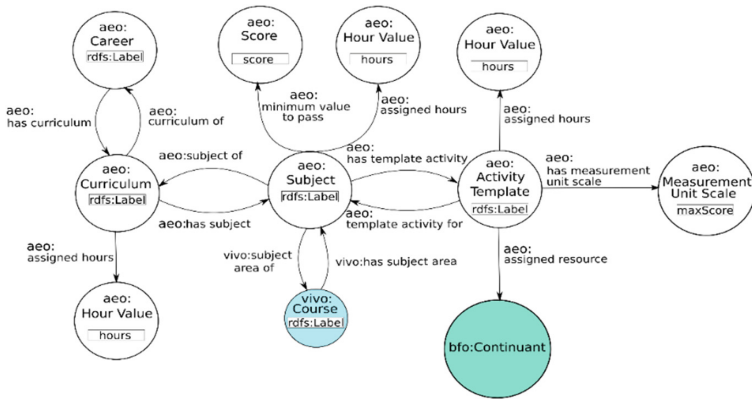 aeo:
Career
rdfs:Label
aeo:
Score
score
aeo:
Hour Value
hours
aeo:
Hour Value
hours
aeo:
has curriculum
aeo:
curriculum of
aeo:
minimum value
to pass
aeo:
assigned hours
aeo:
assigned hours
aeo:
Curriculum
rdfs:Label
aeo:subject of
aeo:has subject
aeo:
Subject
rdfs:Label
aeo:
has template activity
aeo:
template activity for
aeo:
Activity
Template
rdfs:Label
aeo:
has measurement
unit scale
aeo:
Measurement
Unit Scale
maxScore
aeo:
assigned hours
vivo:subject
area of
vivo:has subject area
aeo:
assigned resource
aeo:
Hour Value
hours
vivo:
Course
rdfs:Label
bfo:Continuant